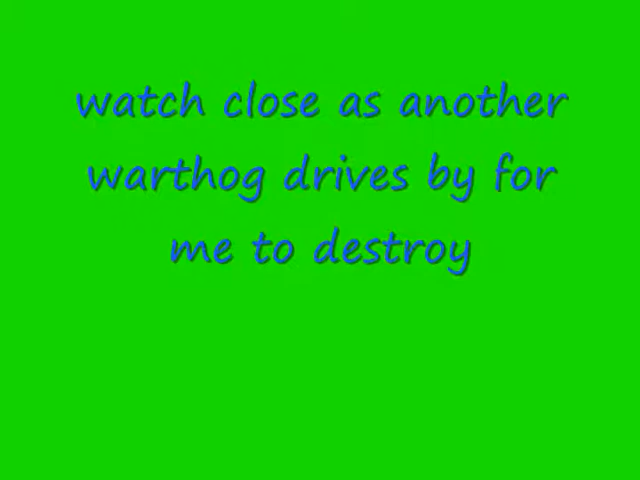 watch close as another
warthog drives by for
me to destroy